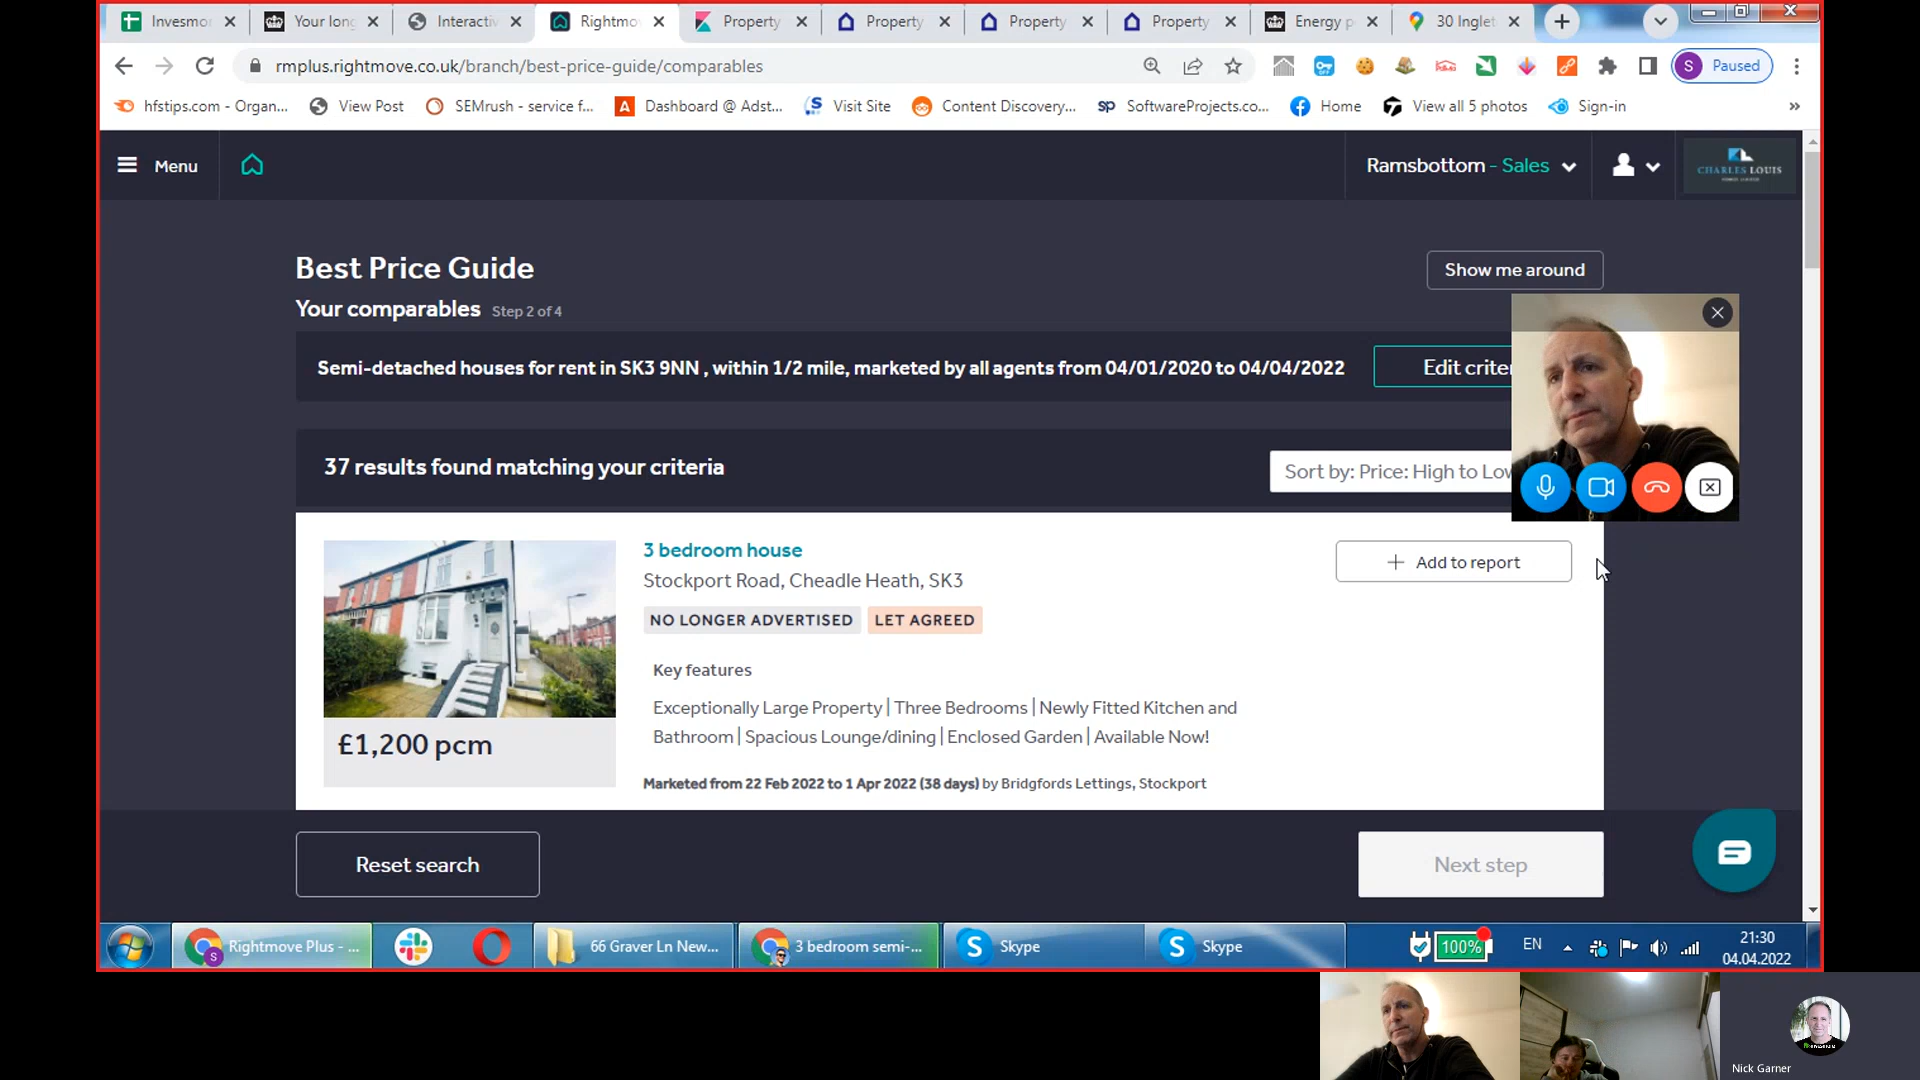 Invesmo
Your lon
Interactiv
Rightmo
Property
Property
Property
Property
Energy p
30 Inglet
rmplus.rightmove.co.uk/branch/best-price-guide/comparables
S
Paused
hfstips.com - Organ...
View Post
SEMrush - service f...
Dashboard @ Adst...
Visit Site
Content Discovery...
SoftwareProjects.co...
Home
View all 5 photos
Sign-in
»
Menu
Ramsbottom - Sales
CHARLES LOUIS
Best Price Guide
Show me around
Your comparables Step 2 of 4
Semi-detached houses for rent in SK3 9NN , within 1/2 mile, marketed by all agents from 04/01/2020 to 04/04/2022
Edit criter
37 results found matching your criteria
Sort by: Price: High to Low
3 bedroom house
+ Add to report
Stockport Road, Cheadle Heath, SK3
NO LONGER ADVERTISED LET AGREED
Key features
Exceptionally Large Property | Three Bedrooms | Newly Fitted Kitchen and
Bathroom | Spacious Lounge/dining | Enclosed Garden | Available Now!
£1,200 pcm
Marketed from 22 Feb 2022 to 1 Apr 2022 (38 days) by Bridgfords Lettings, Stockport
Reset search
Next step
Rightmove Plus - ...
66 Graver Ln New...
3 bedroom semi-...
Skype
Skype
100%
EN
21:30
04.04.2022
Nick Garner